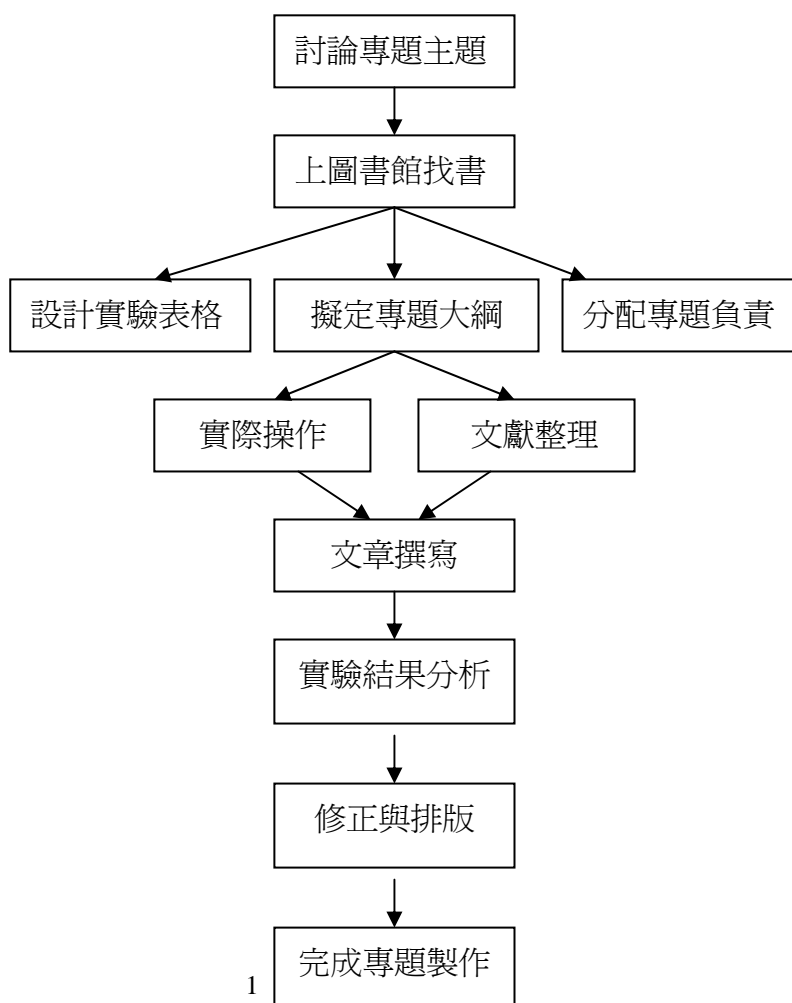 討論專題主題
上圖書館找書
設計實驗表格
擬定專題大綱
分配專題負責
實際操作
文獻整理
文章撰寫
實驗結果分析
修正與排版
完成專題製作
1